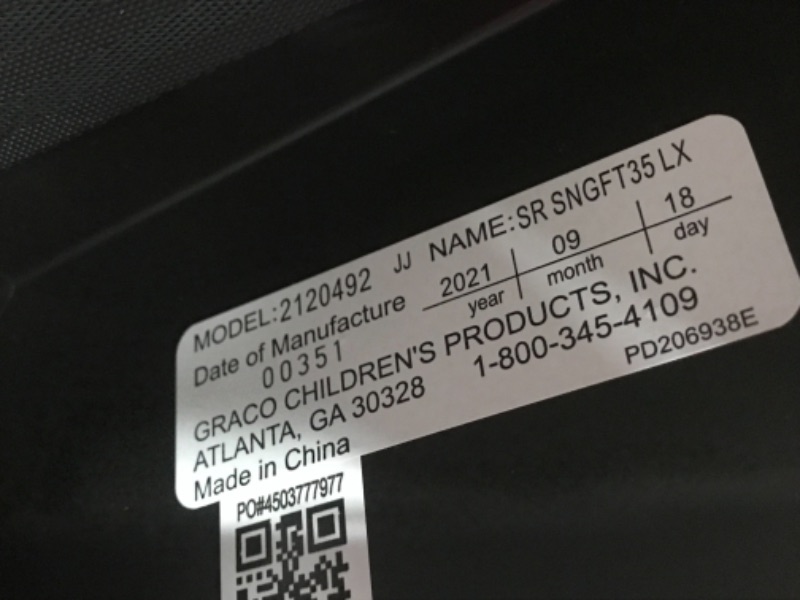 MODEL:2120492 JJ NAME:SR SNGFT35 LX
Date of Manufacture 2021 09 18
year month day
00351
GRACO CHILDREN'S PRODUCTS, INC.
ATLANTA, GA 30328 1-800-345-4109
Made in China PD206938E
PO#4503777977